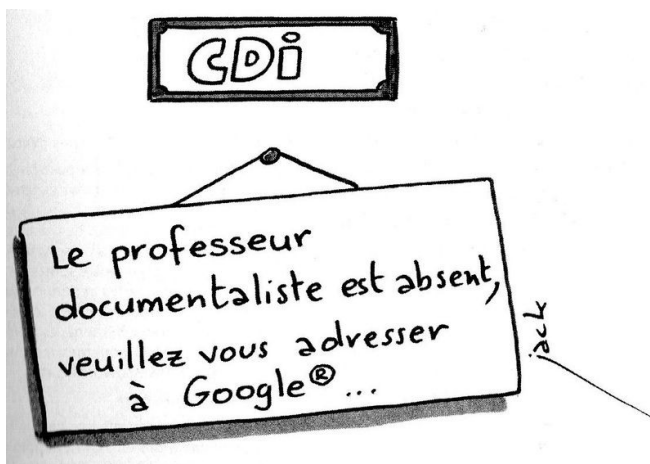 CDi
Le professeur
documentaliste est absent,
veuillez vous adresser
à Google® ...
jack